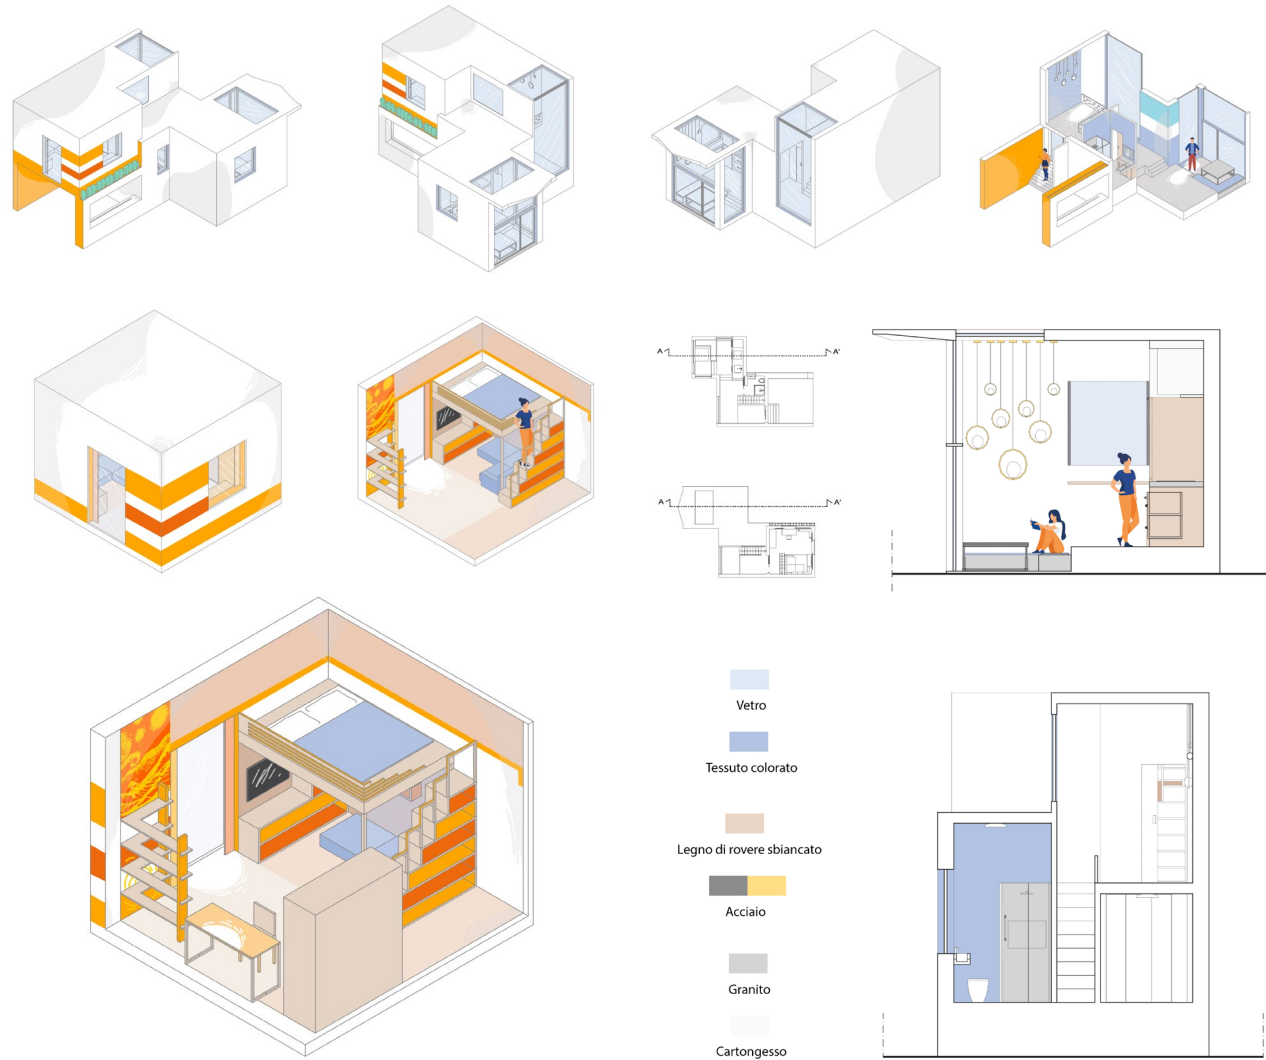 A A'
A A'
Vetro
Tessuto colorato
Legno di rovere sbiancato
Acciaio
Granito
Cartongesso